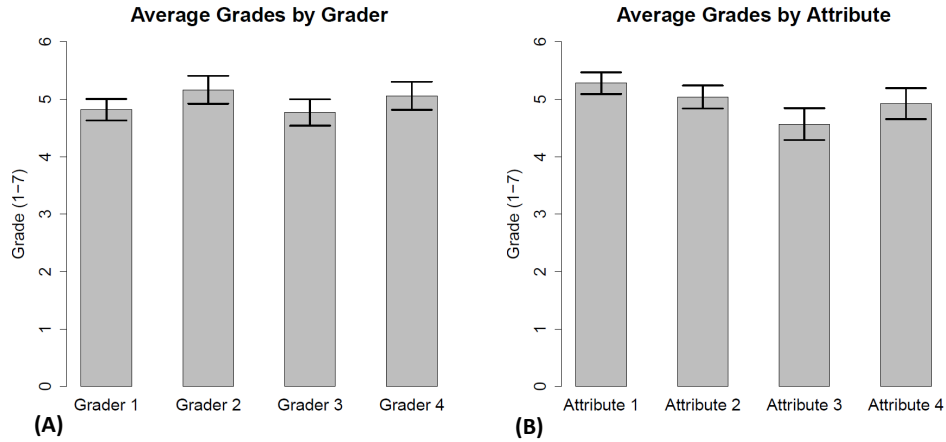 Average Grades by Grader
Grade (1−7)
6
5
4
3
2
1
0
Grader 1 Grader 2 Grader 3 Grader 4
(A)
Average Grades by Attribute
Grade (1−7)
6
5
4
3
2
1
0
Attribute 1 Attribute 2 Attribute 3 Attribute 4
(B)